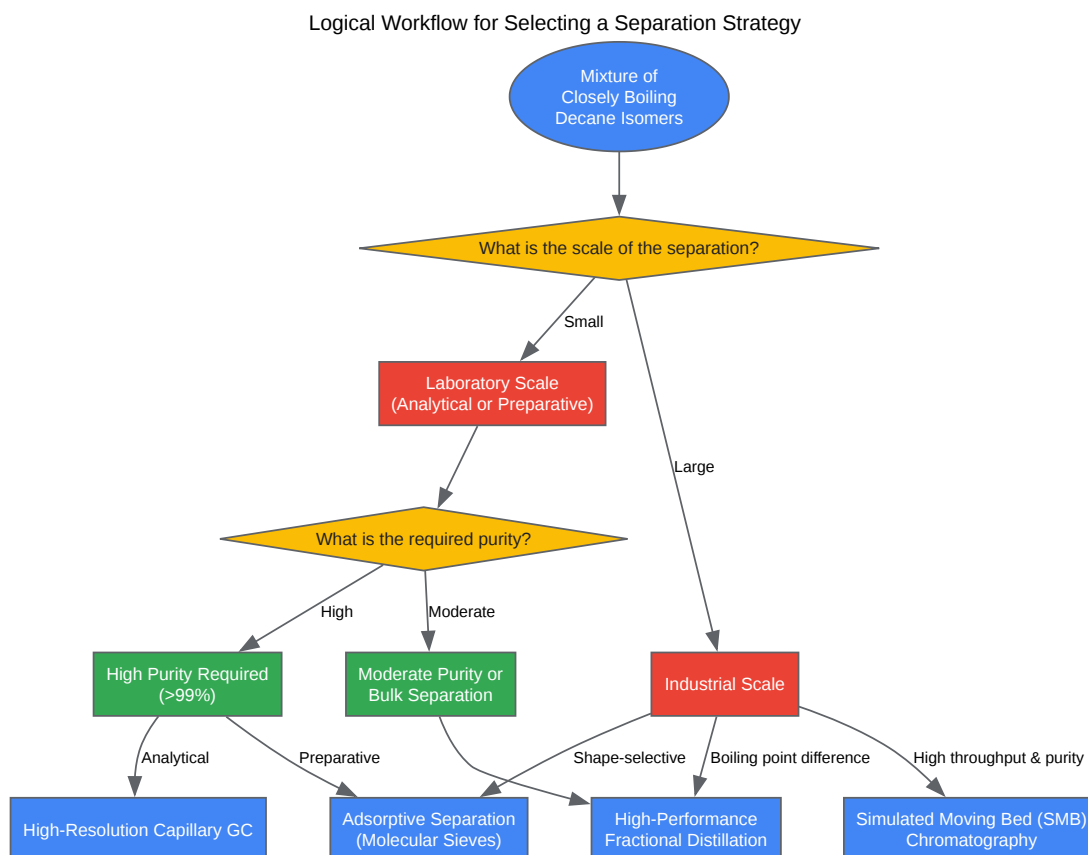 Logical Workflow for Selecting a Separation Strategy
Mixture of
Closely Boiling
Decane Isomers
What is the scale of the separation?
Small
Laboratory Scale
(Analytical or Preparative)
Large
What is the required purity?
High
Moderate
High Purity Required
(>99%)
Moderate Purity or
Bulk Separation
Industrial Scale
Analytical
Preparative
Shape-selective
Boiling point difference
High throughput & purity
High-Resolution Capillary GC
Adsorptive Separation
(Molecular Sieves)
High-Performance
Fractional Distillation
Simulated Moving Bed (SMB)
Chromatography